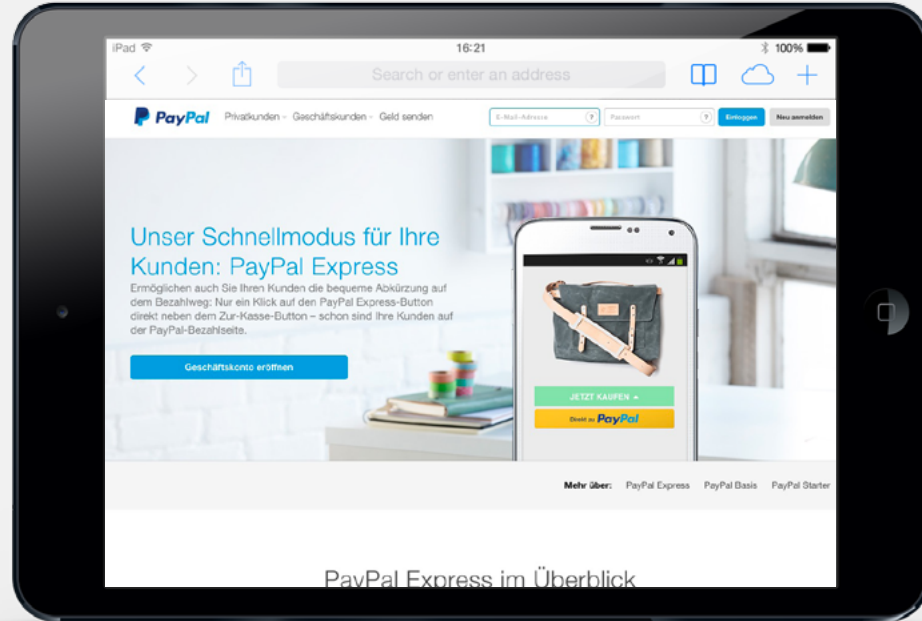 iPad 16:21 100%
Search or enter an address
PayPal Privatkunden Geschäftskunden Geld senden E-Mail-Adresse ? Passwort ? Einloggen Neu anmelden
Unser Schnellmodus für Ihre
Kunden: PayPal Express
Ermöglichen auch Sie Ihren Kunden die bequeme Abkürzung auf
dem Bezahlweg: Nur ein Klick auf den PayPal Express-Button
direkt neben dem Zur-Kasse-Button – schon sind Ihre Kunden auf
der PayPal-Bezahlseite.
Geschäftskonto eröffnen
JETZT KAUFEN
Direkt zu PayPal
Mehr über: PayPal Express PayPal Basis PayPal Starter
PayPal Express im Überblick